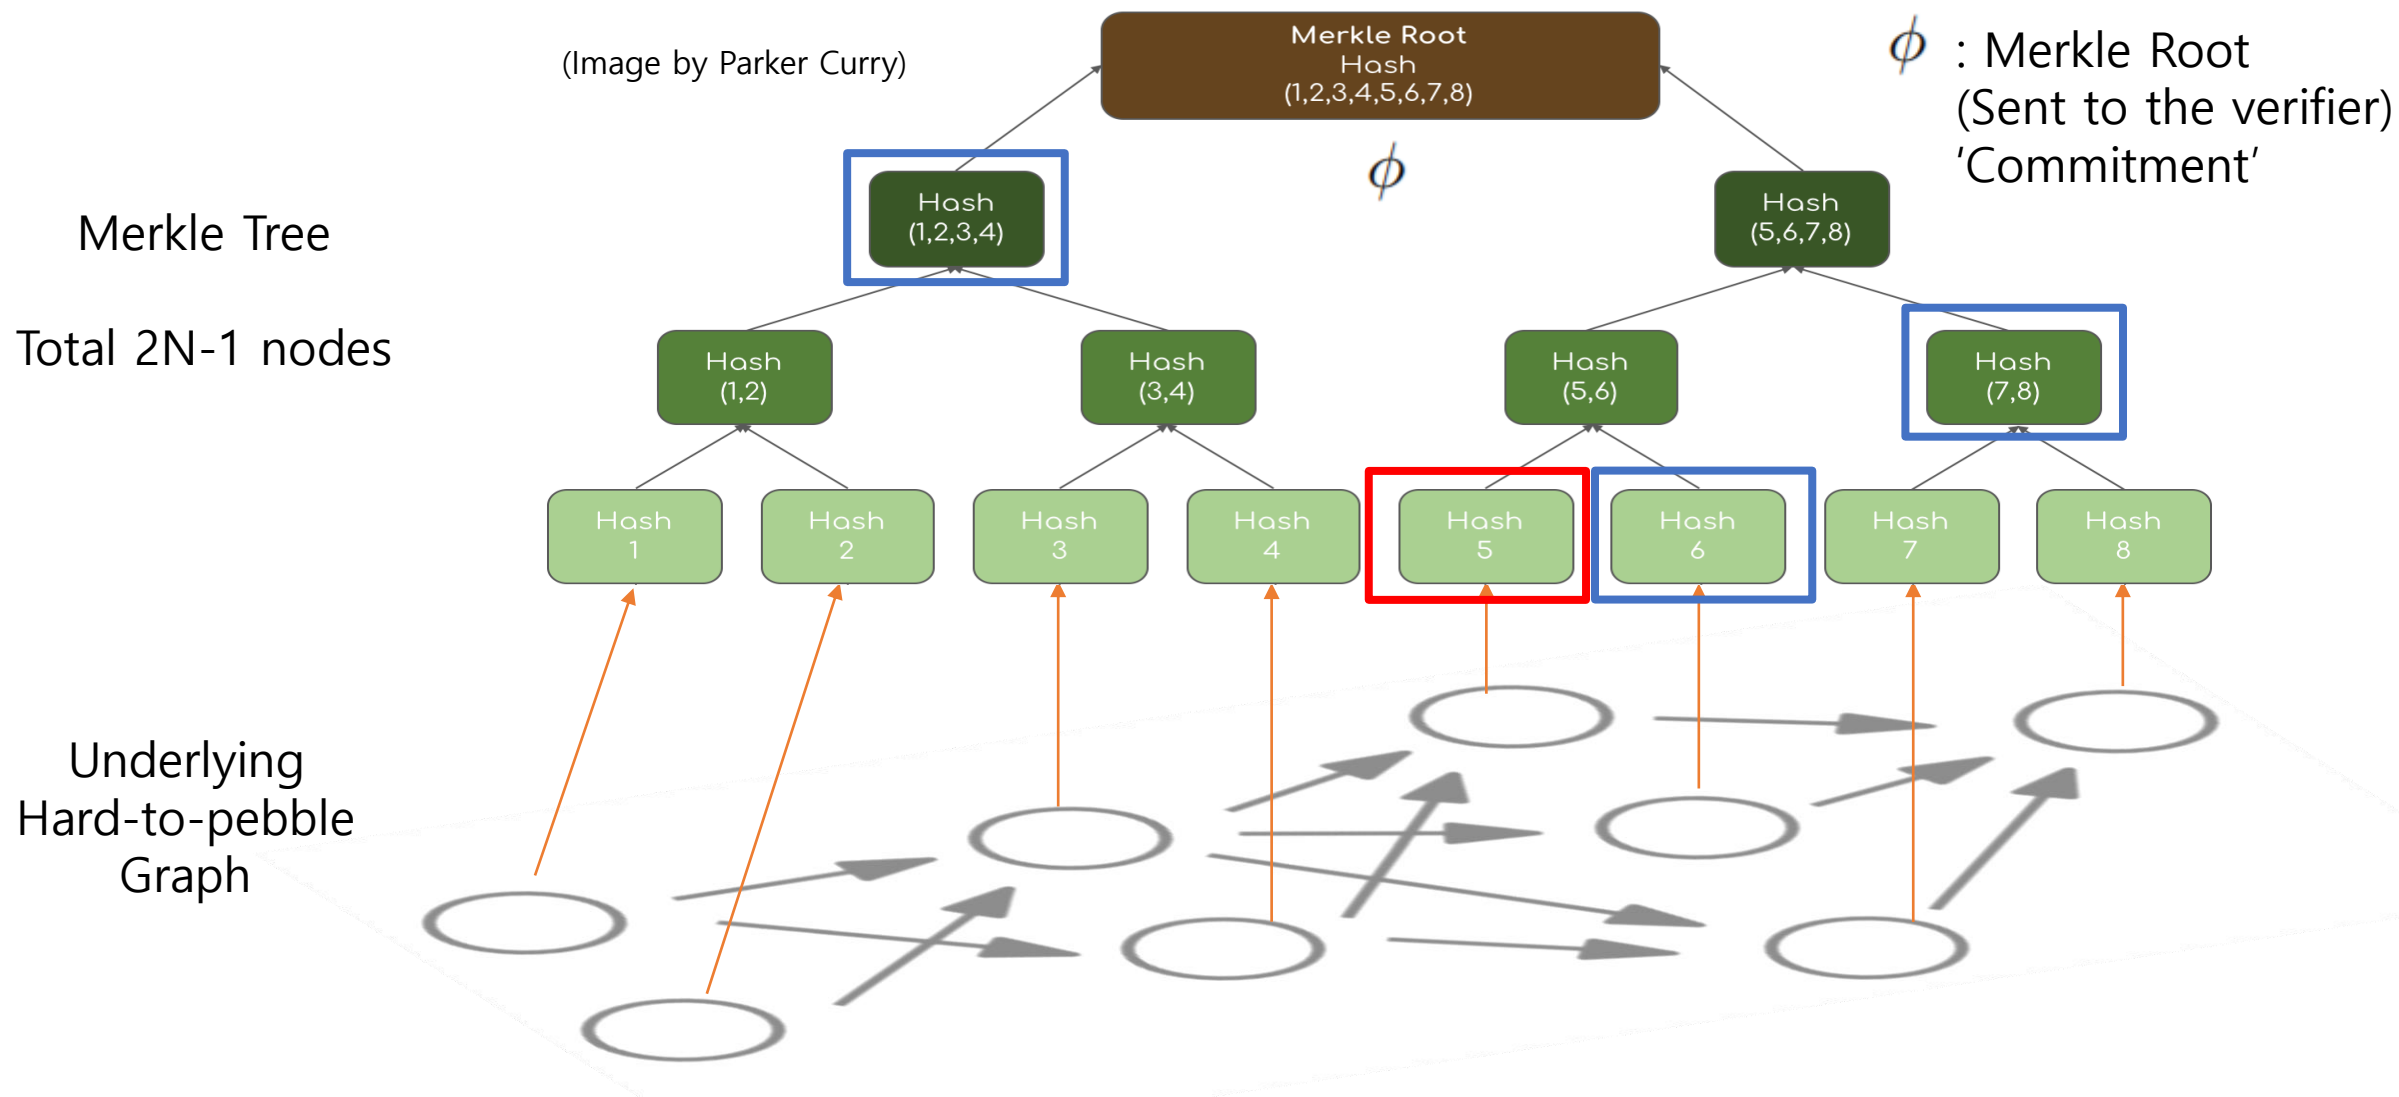 (Image by Parker Curry)
Merkle Root
Hash
(1,2,3,4,5,6,7,8)
ϕ : Merkle Root
(Sent to the verifier)
'Commitment'
ϕ
Merkle Tree
Hash
(1,2,3,4)
Hash
(5,6,7,8)
Total 2N-1 nodes
Hash
(1,2)
Hash
(3,4)
Hash
(5,6)
Hash
(7,8)
Hash
1
Hash
2
Hash
3
Hash
4
Hash
5
Hash
6
Hash
7
Hash
8
Underlying
Hard-to-pebble
Graph